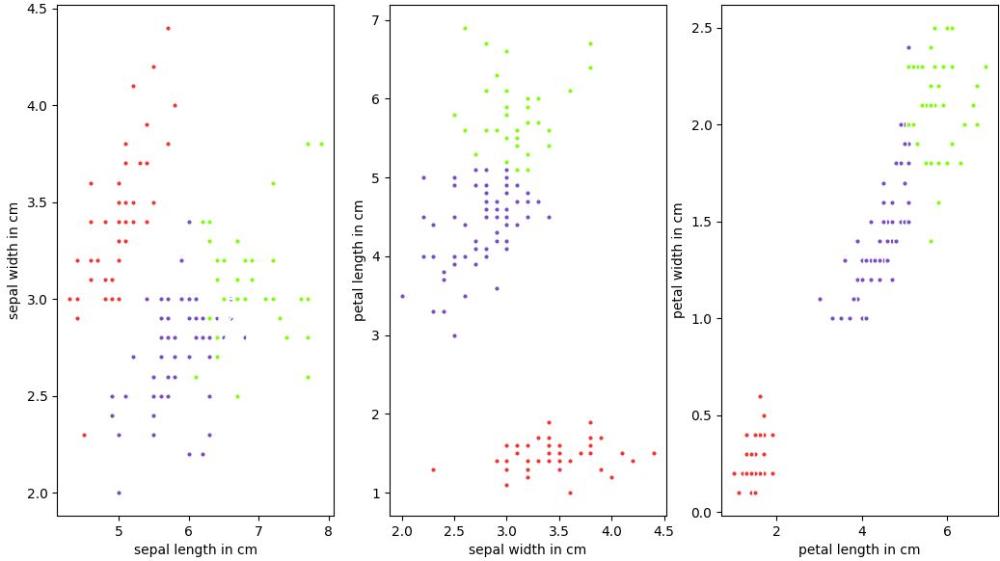 4.5
4.0
3.5
3.0
2.5
2.0
sepal width in cm
5 6 7 8
sepal length in cm
7
6
5
4
3
2
1
petal length in cm
2.0 2.5 3.0 3.5 4.0 4.5
sepal width in cm
2.5
2.0
1.5
1.0
0.5
0.0
petal width in cm
2 4 6
petal length in cm